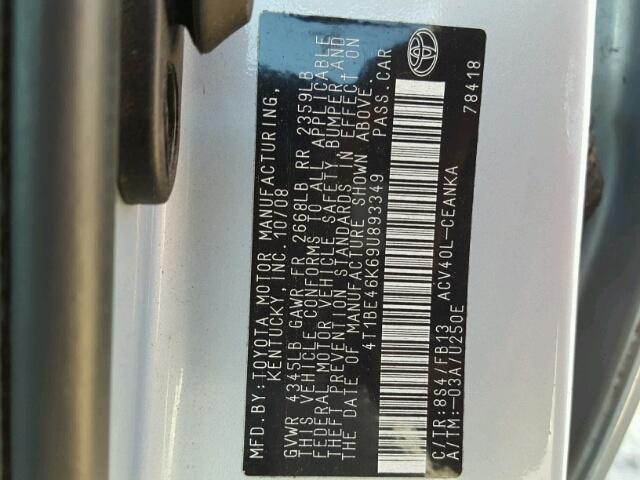 MFD. BY: TOYOTA MOTOR MANUFACTURING,
KENTUCKY, INC. 10/08
GVWR 4345LB GAWR FR 2668LB RR 2359LB
THIS VEHICLE CONFORMS TO ALL APPLICABLE
FEDERAL MOTOR VEHICLE SAFETY, BUMPER AND
THEFT PREVENTION STANDARDS IN EFFECT ON
THE DATE OF MANUFACTURE SHOWN ABOVE.
4T1BE46K69U893349 PASS. CAR
C/TR: 8S4/FB13 ACV40L-CEANKA
A/TM: -03A/U250E 78418